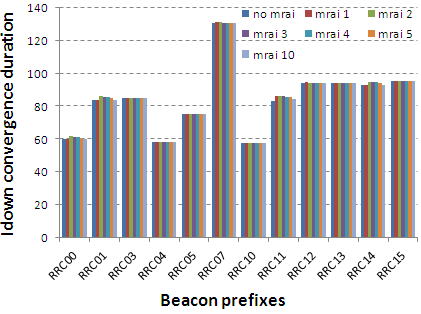 140
120
100
80
60
40
20
0
Idown convergence duration
no mrai mrai 1 mrai 2
mrai 3 mrai 4 mrai 5
mrai 10
RRC00 RRC01 RRC03 RRC04 RRC05 RRC07 RRC10 RRC11 RRC12 RRC13 RRC14 RRC15
Beacon prefixes